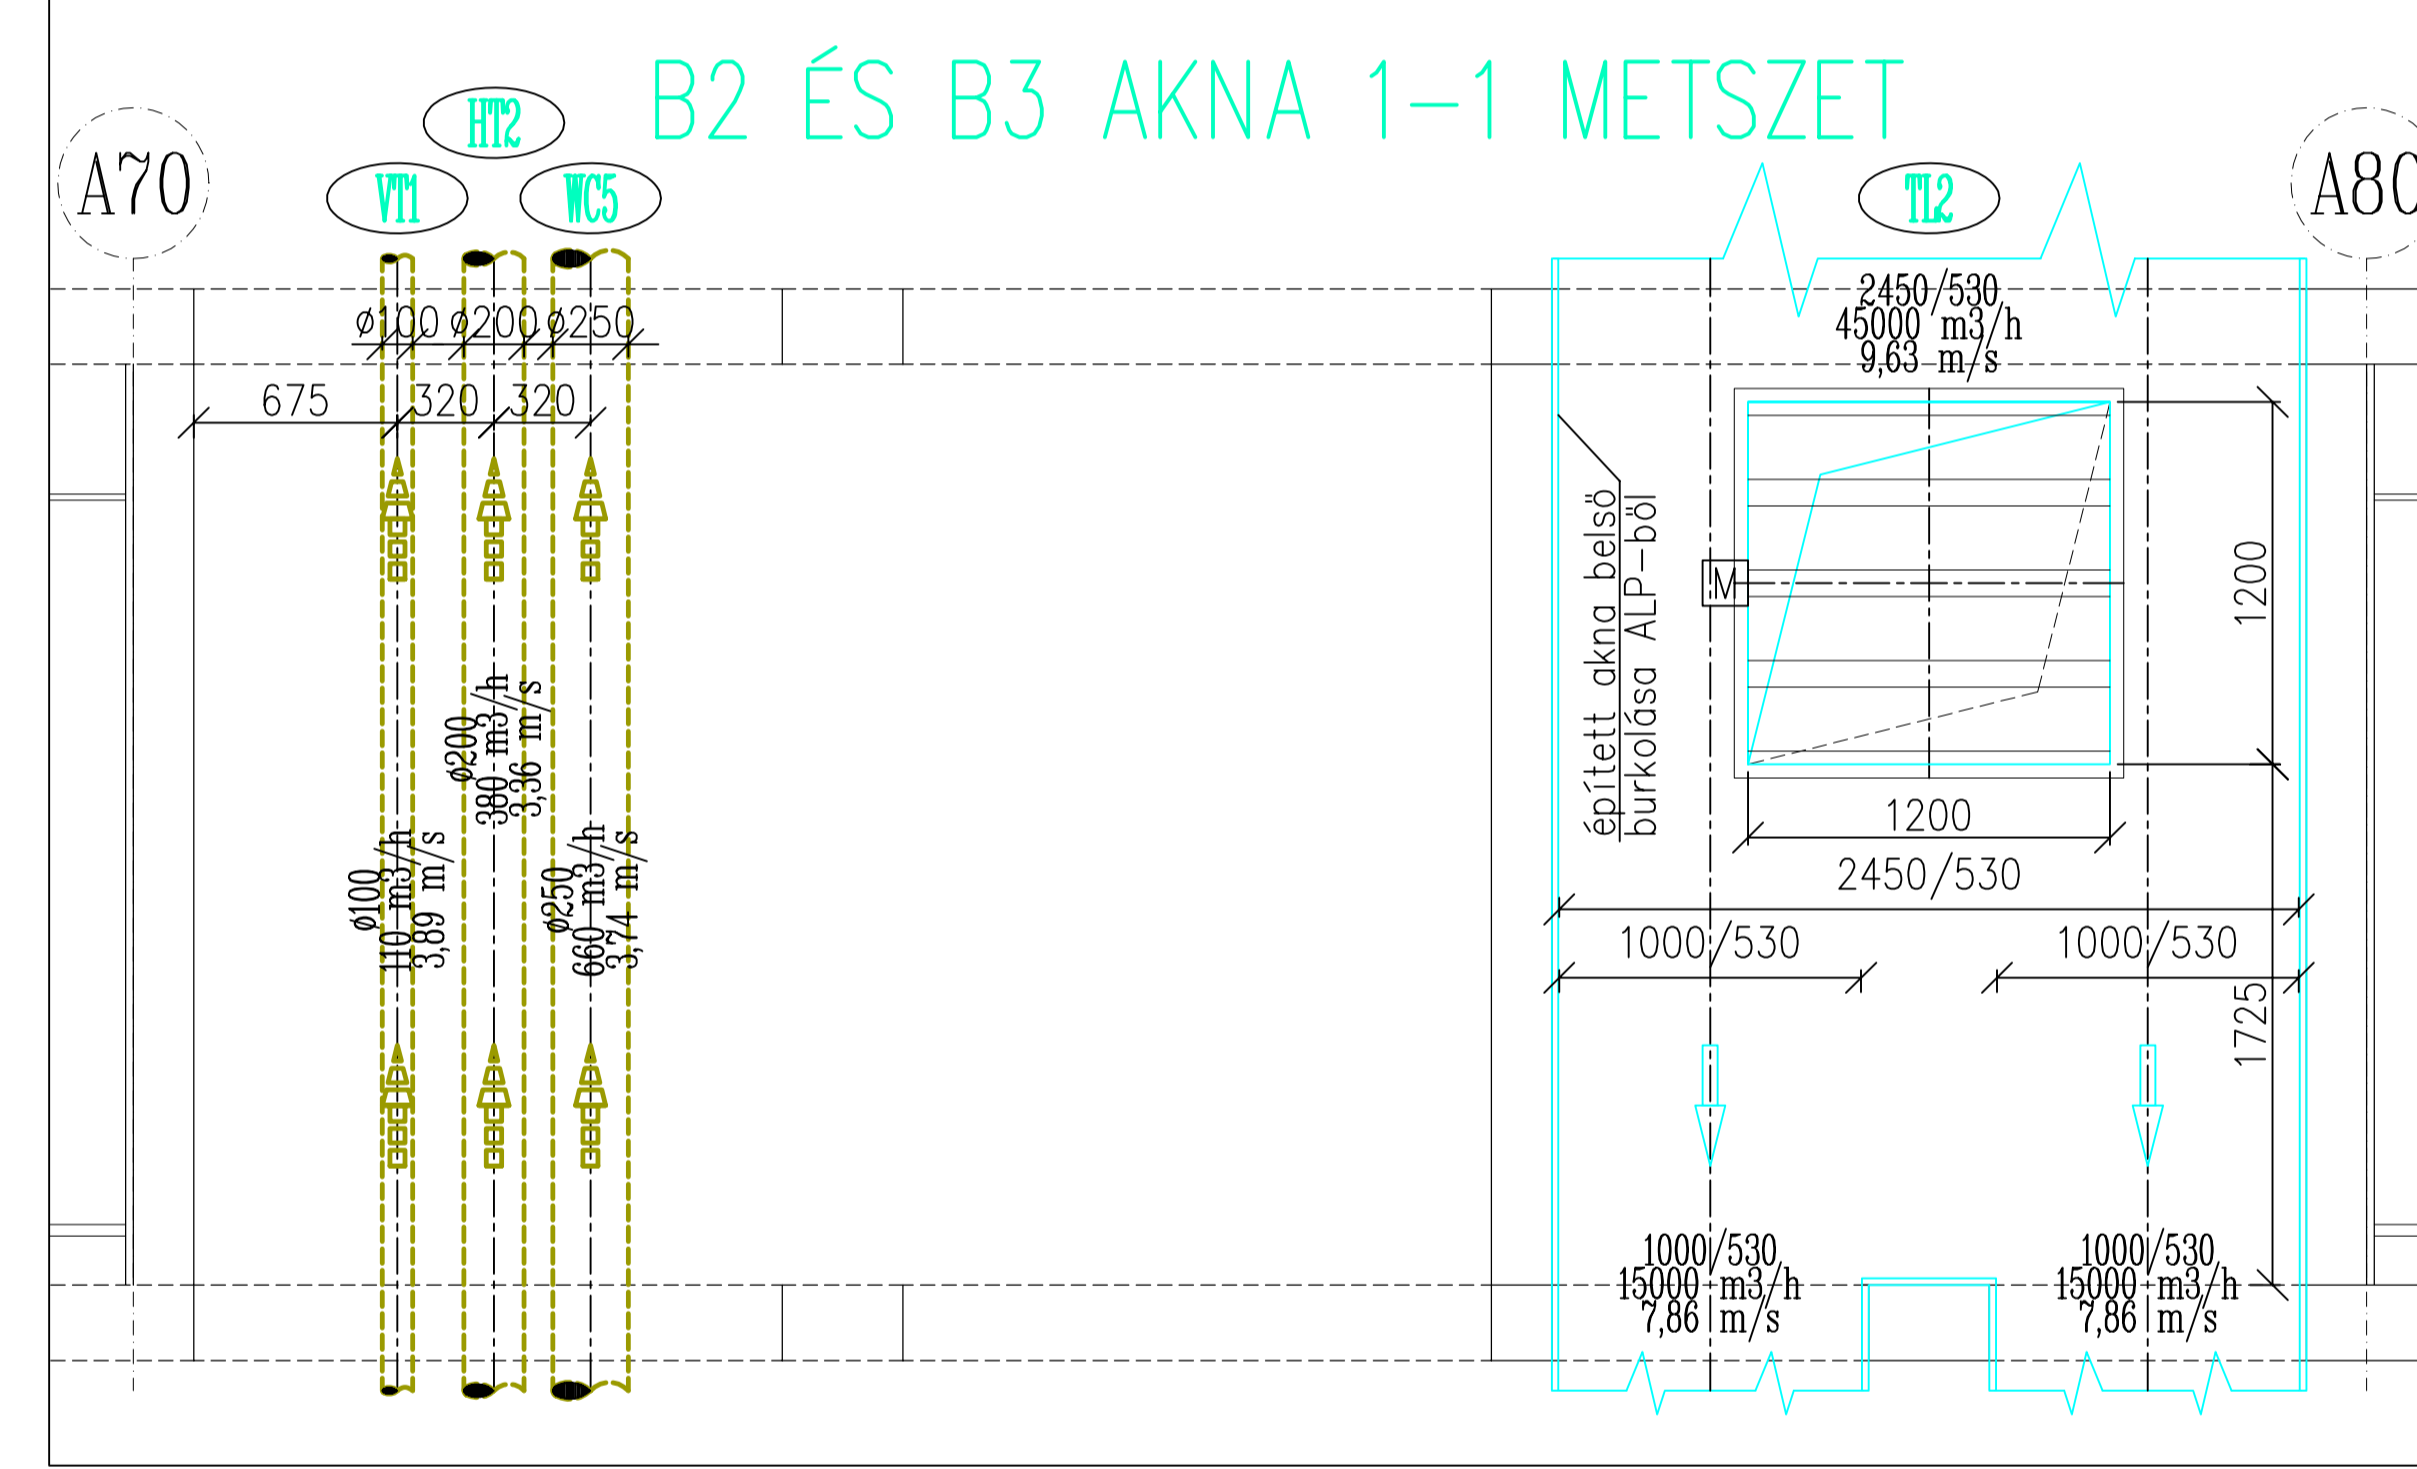 B2 ÉS B3 AKNA 1-1 METSZET
A70
HT2
VT1
WC5
TL2
A80
ø100
ø200
ø250
675
320
320
2450/530
45000 m3/h
9,63 m/s
épített akna belső
burkolása ALP-ből
M
1200
1200
2450/530
1000/530
1000/530
1725
ø100
110 m3/h
3,89 m/s
ø200
380 m3/h
3,36 m/s
ø250
660 m3/h
3,74 m/s
1000/530
15000 m3/h
7,86 m/s
1000/530
15000 m3/h
7,86 m/s